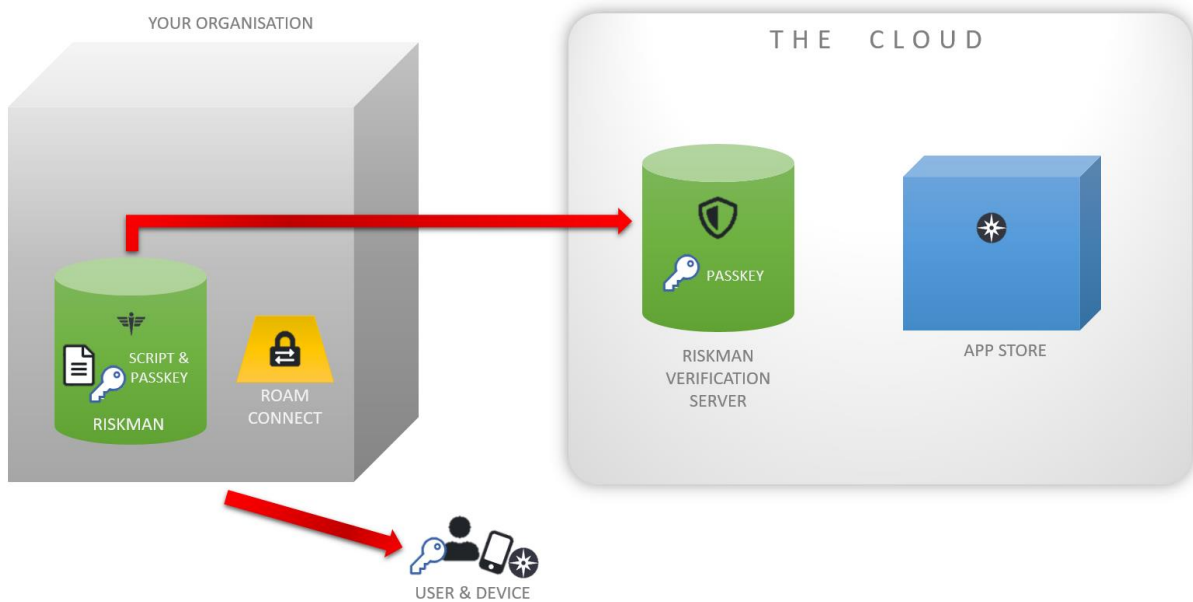 YOUR ORGANISATION
THE CLOUD
PASSKEY
SCRIPT &
PASSKEY
RISKMAN
ROAM
CONNECT
RISKMAN
VERIFICATION
SERVER
APP STORE
USER & DEVICE